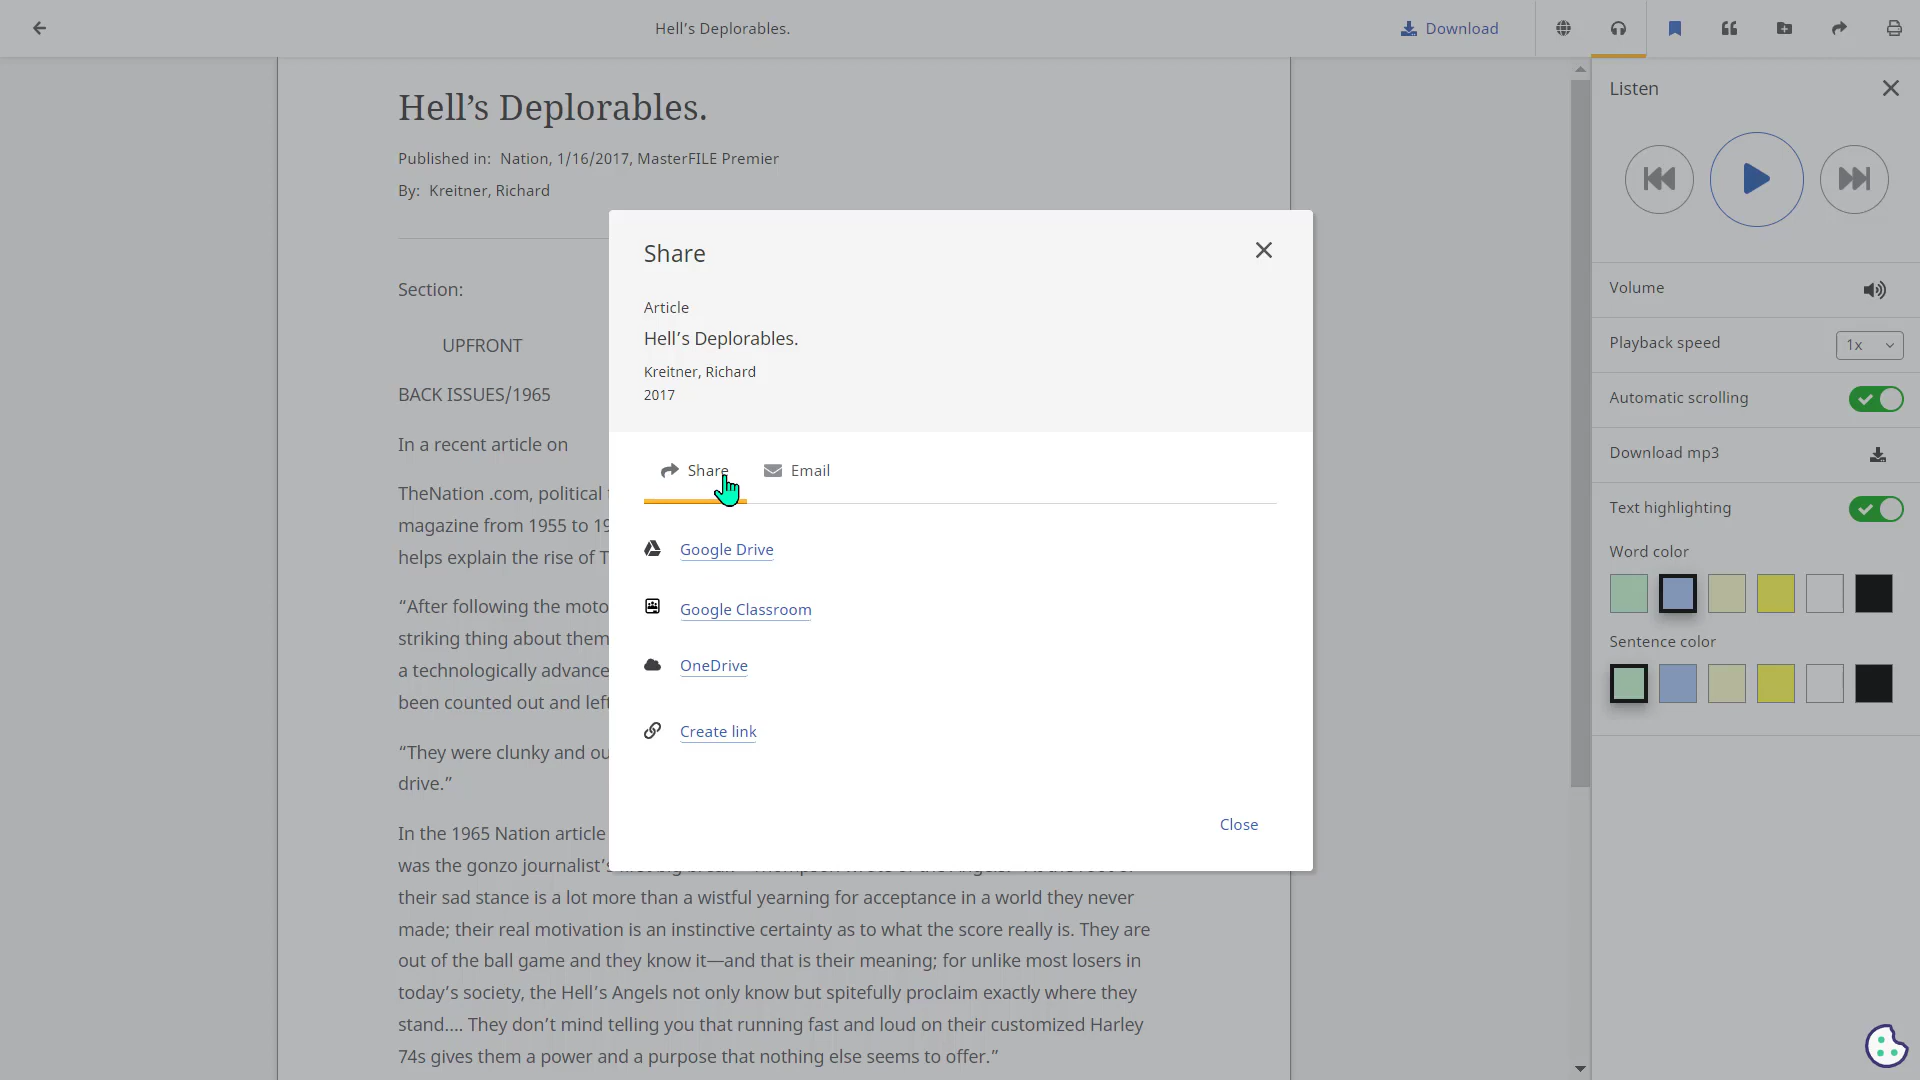 Hell's Deplorables.
Download
Hell's Deplorables.
Published in: Nation, 1/16/2017, MasterFILE Premier
By: Kreitner, Richard
Section:
UPFRONT
BACK ISSUES/1965
In a recent article on
TheNation .com, political
magazine from 1955 to 19
helps explain the rise of T
“After following the moto
striking thing about them
a technologically advance
been counted out and left
“They were clunky and ou
drive.”
In the 1965 Nation article
was the gonzo journalist's
their sad stance is a lot more than a wistful yearning for acceptance in a world they never
made; their real motivation is an instinctive certainty as to what the score really is. They are
out of the ball game and they know it—and that is their meaning; for unlike most losers in
today's society, the Hell's Angels not only know but spitefully proclaim exactly where they
stand.... They don't mind telling you that running fast and loud on their customized Harley
74s gives them a power and a purpose that nothing else seems to offer.”
Share
Article
Hell's Deplorables.
Kreitner, Richard
2017
Share
Email
Google Drive
Google Classroom
OneDrive
Create link
Close
Listen
Volume
Playback speed
1x
Automatic scrolling
Download mp3
Text highlighting
Word color
Sentence color